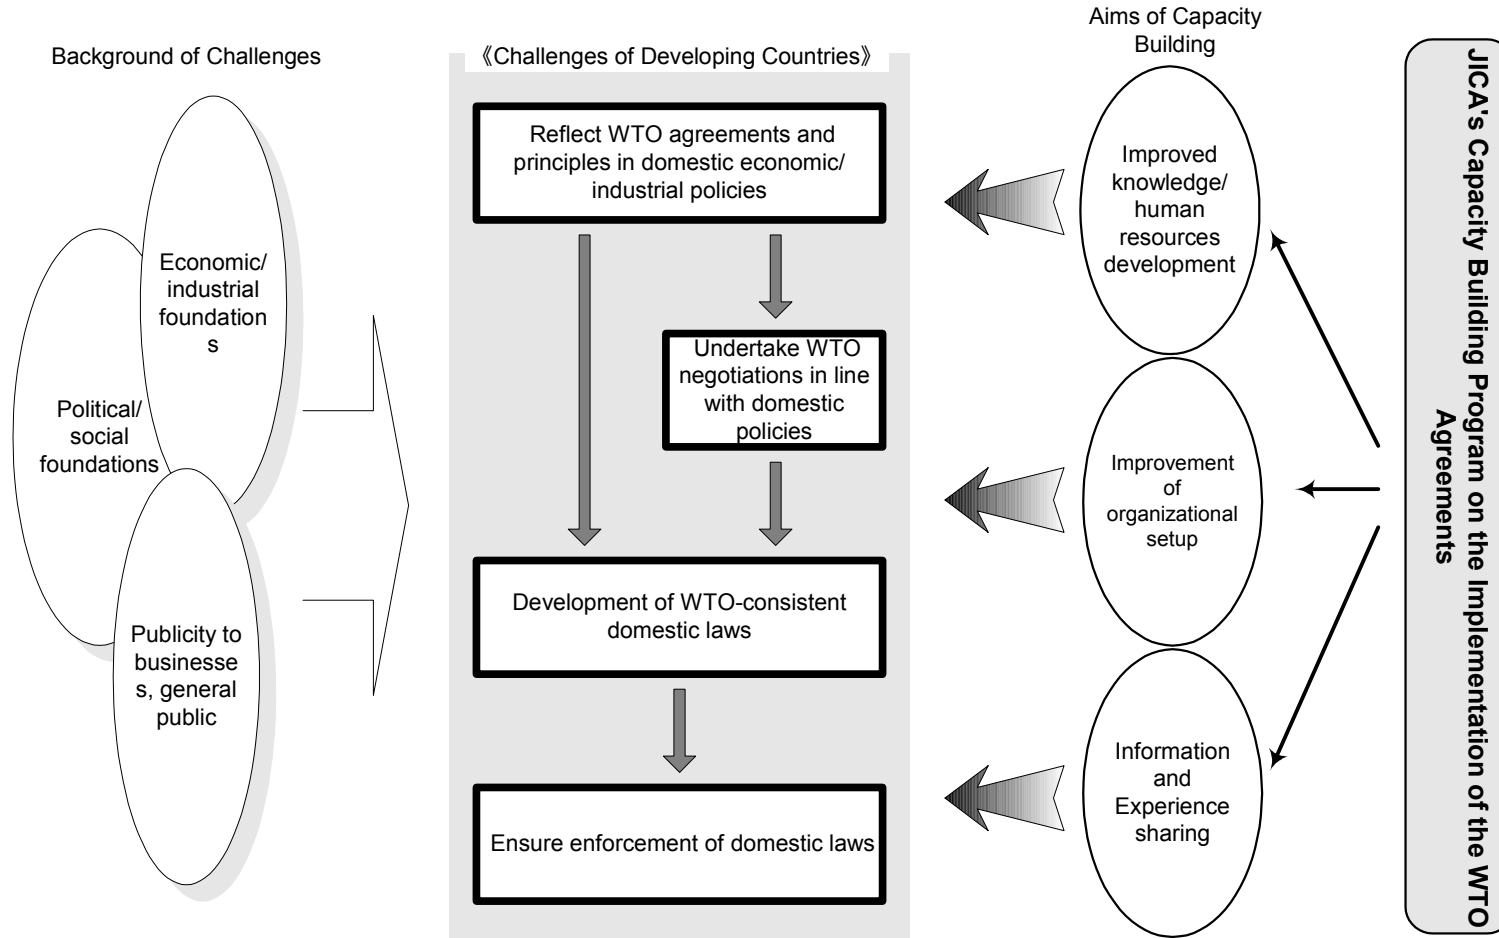 Background of Challenges
Economic/
industrial
foundation
s
Political/
social
foundations
Publicity to
businesse
s, general
public
《Challenges of Developing Countries》
Reflect WTO agreements and
principles in domestic economic/
industrial policies
Undertake WTO
negotiations in line
with domestic
policies
Development of WTO-consistent
domestic laws
Ensure enforcement of domestic laws
Aims of Capacity
Building
Improved
knowledge/
human
resources
development
Improvement
of
organizational
setup
Information
and
Experience
sharing
JICA's Capacity Building Program on the Implementation of the WTO
Agreements